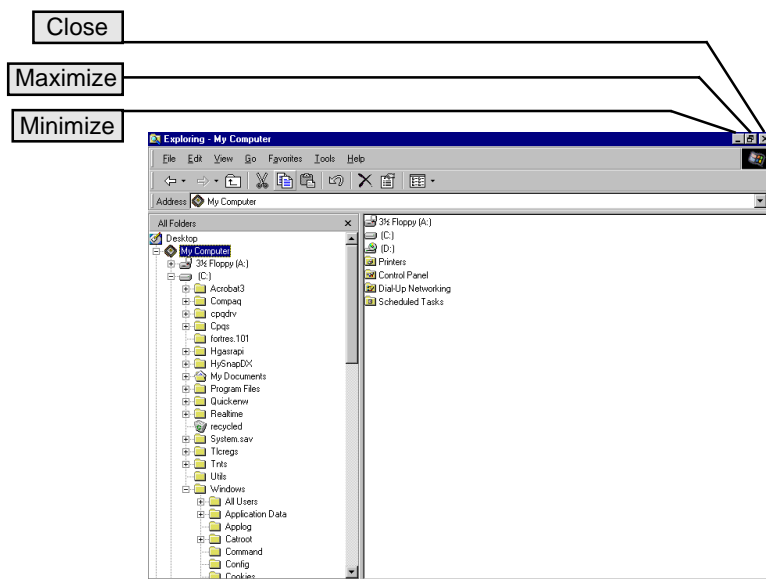 Close
Maximize
Minimize
Exploring - My Computer
File Edit View Go Favorites Tools Help
Address My Computer
All Folders
Desktop
My Computer
3½ Floppy (A:)
(C:)
Acrobat3
Compaq
cpqdrv
Cpqs
fortres.101
Hgasrapi
HySnapDX
My Documents
Program Files
Quickenw
Realtime
recycled
System.sav
Tlcregs
Tnts
Utils
Windows
All Users
Application Data
Applog
Catroot
Command
Config
Cookies
3½ Floppy (A:)
(C:)
(D:)
Printers
Control Panel
Dial-Up Networking
Scheduled Tasks